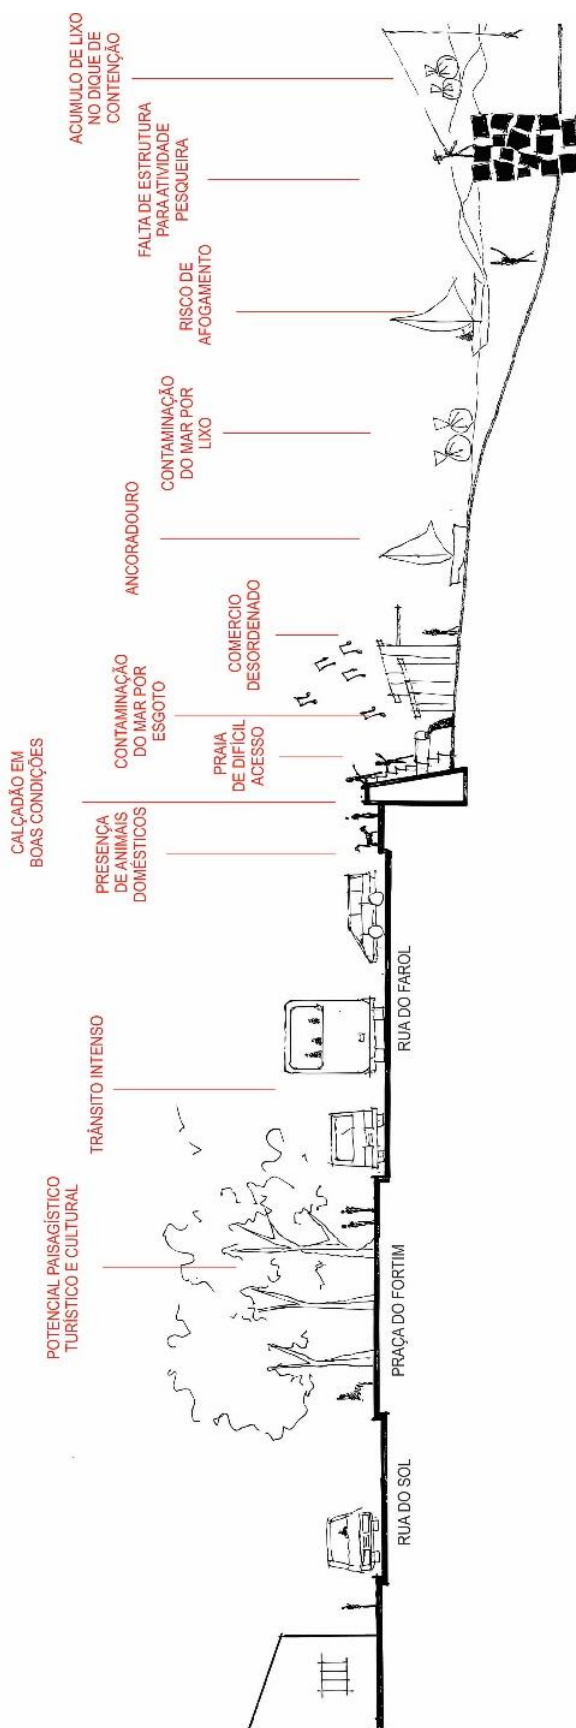 POTENCIAL PAISAGÍSTICO
TURÍSTICO E CULTURAL
TRÂNSITO INTENSO
PRESENÇA
DE ANIMAIS
DOMÉSTICOS
CALÇADÃO EM
BOAS CONDIÇÕES
PRAIA
DE DIFÍCIL
ACESSO
CONTAMINAÇÃO
DO MAR POR
ESGOTO
COMERCIO
DESORDENADO
ANCORADOURO
CONTAMINAÇÃO
DO MAR POR
LIXO
RISCO DE
AFOGAMENTO
FALTA DE ESTRUTURA
PARA ATIVIDADE
PESQUEIRA
ACUMULO DE LIXO
NO DIQUE DE
CONTENÇÃO
RUA DO SOL
PRAÇA DO FORTIM
RUA DO FAROL